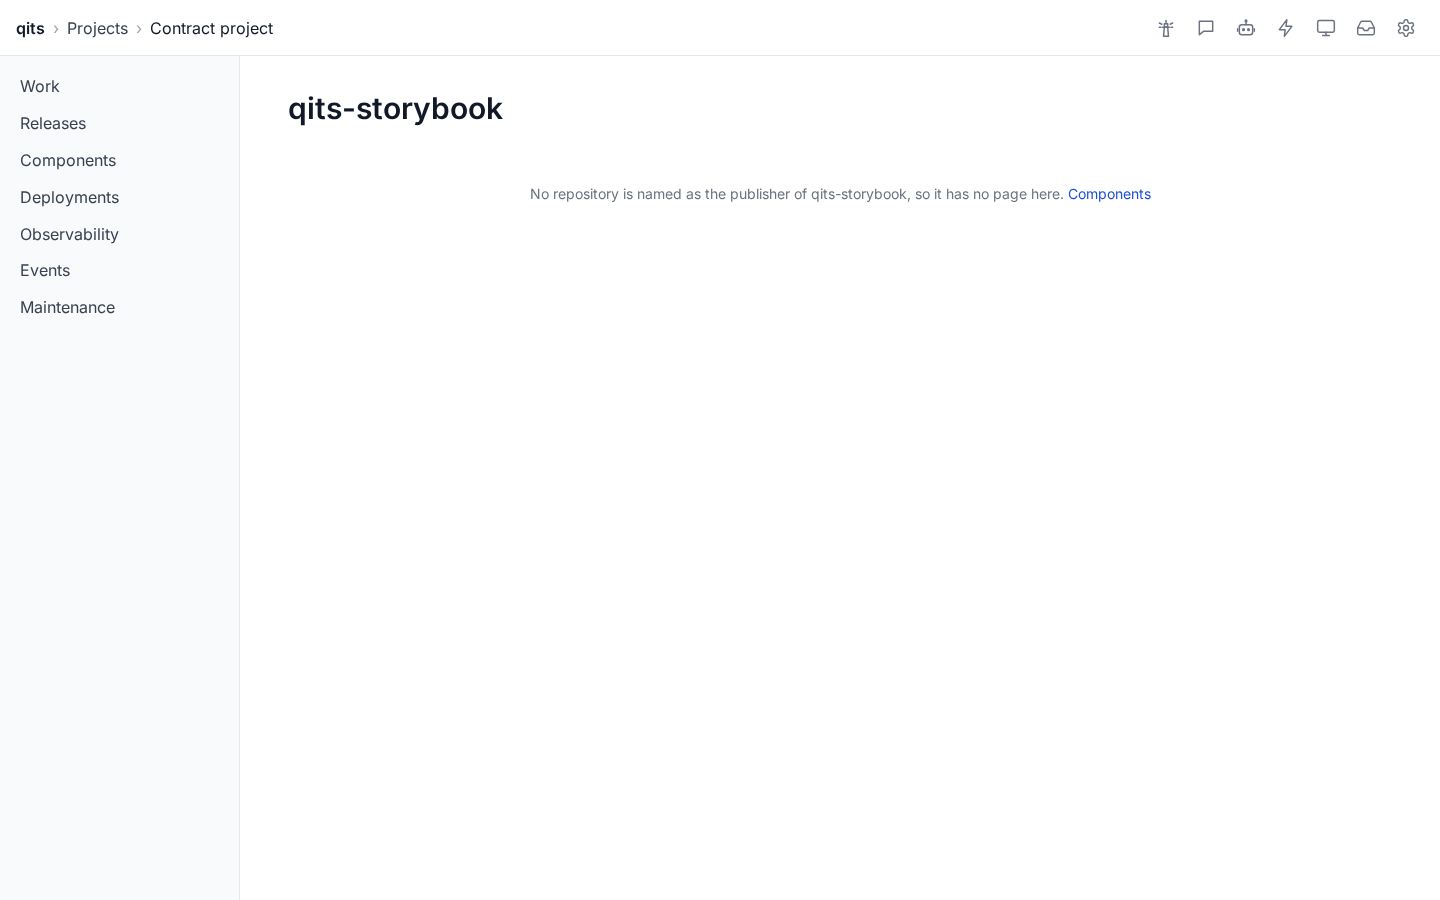 qits › Projects › Contract project
Work
Releases
Components
Deployments
Observability
Events
Maintenance
qits-storybook
No repository is named as the publisher of qits-storybook, so it has no page here. Components